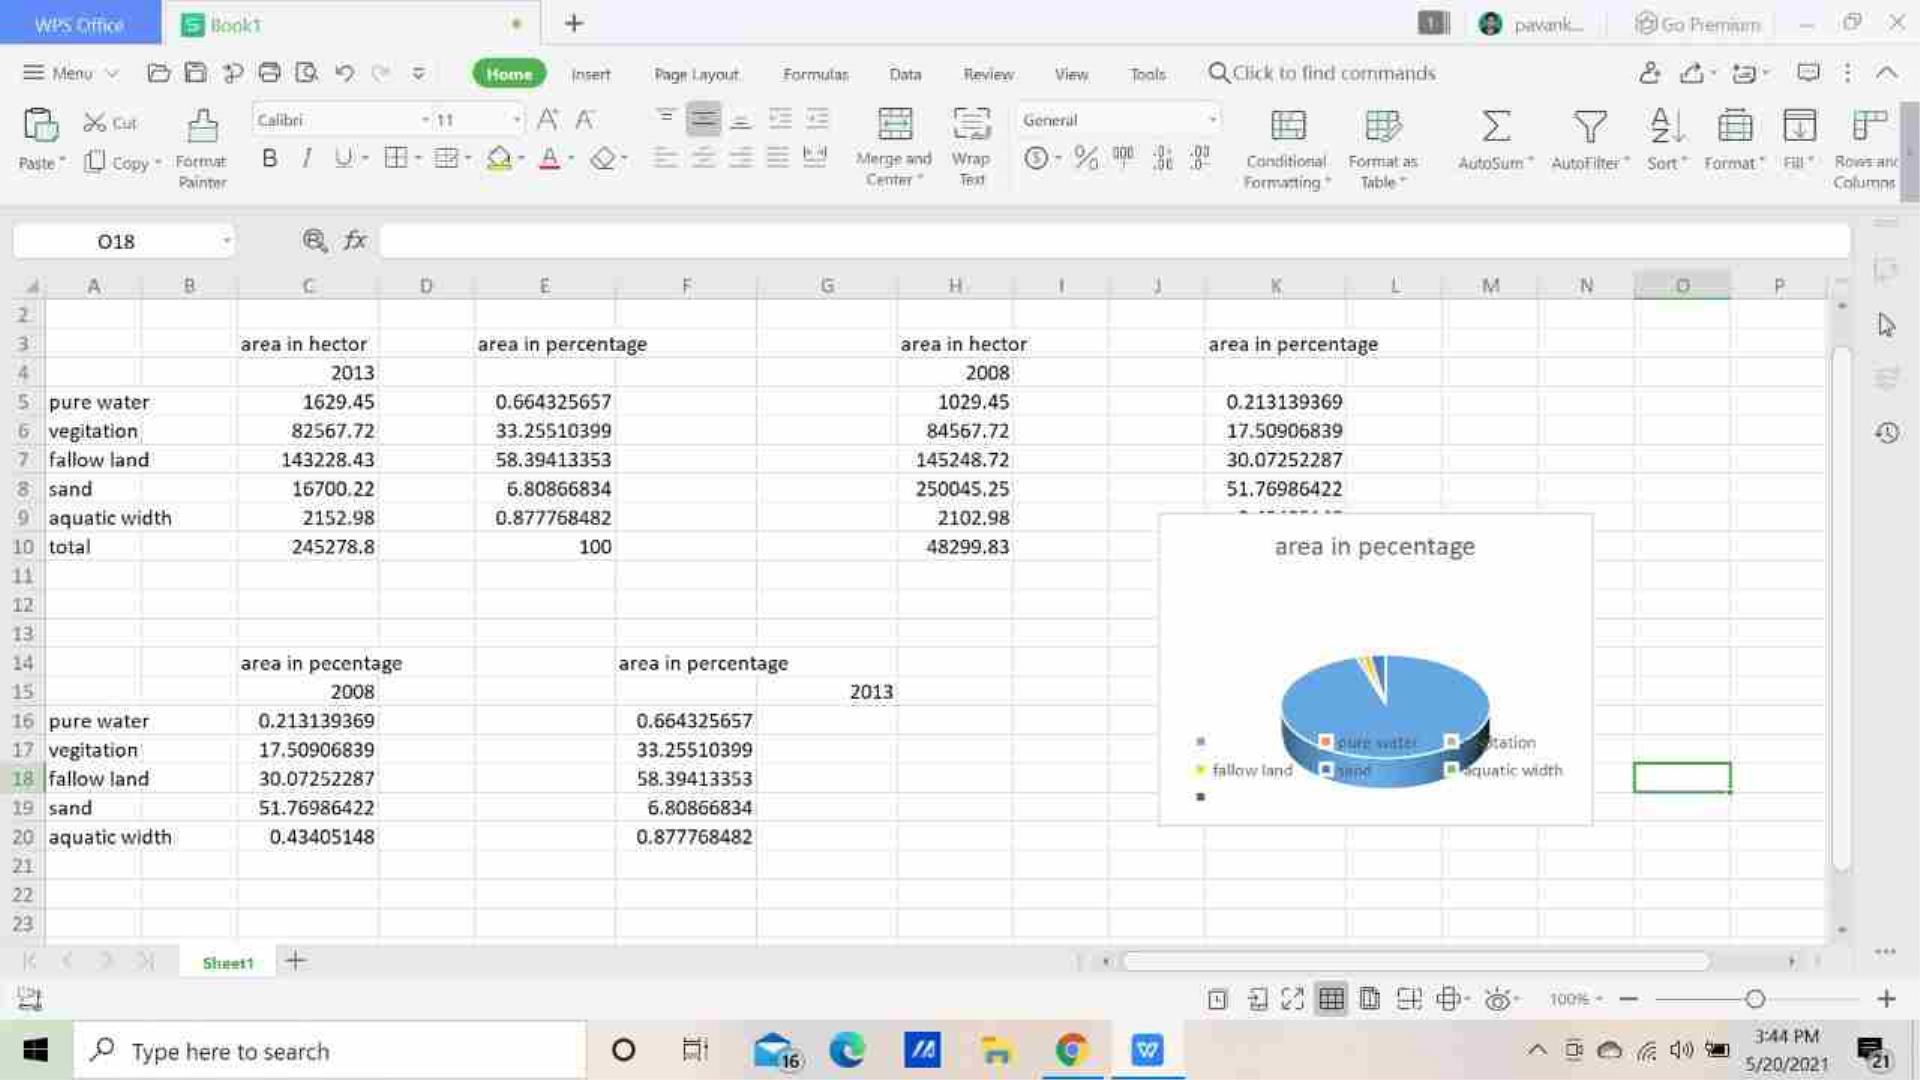 WPS Office Book1 1 pavank... Go Premium
Menu Home Insert Page Layout Formulas Data Review View Tools Click to find commands
Paste Cut Copy Format Painter Calibri 11 General Merge and Center Wrap Text Conditional Formatting Format as Table AutoSum AutoFilter Sort Format Fill Rows and Columns
O18 fx
A B C D E F G H I J K L M N O P
2
3 area in hector area in percentage area in hector area in percentage
4 2013 2008
5 pure water 1629.45 0.664325657 1029.45 0.213139369
6 vegitation 82567.72 33.25510399 84567.72 17.50906839
7 fallow land 143228.43 58.39413353 145248.72 30.07252287
8 sand 16700.22 6.80866834 250045.25 51.76986422
9 aquatic width 2152.98 0.877768482 2102.98
10 total 245278.8 100 48299.83
11
12
13
14 area in pecentage area in percentage
15 2008 2013
16 pure water 0.213139369 0.664325657
17 vegitation 17.50906839 33.25510399
18 fallow land 30.07252287 58.39413353
19 sand 51.76986422 6.80866834
20 aquatic width 0.43405148 0.877768482
21
22
23
area in pecentage
pure water
fallow land sand aquatic width
Sheet1
100%
Type here to search 16 3:44 PM
5/20/2021 21